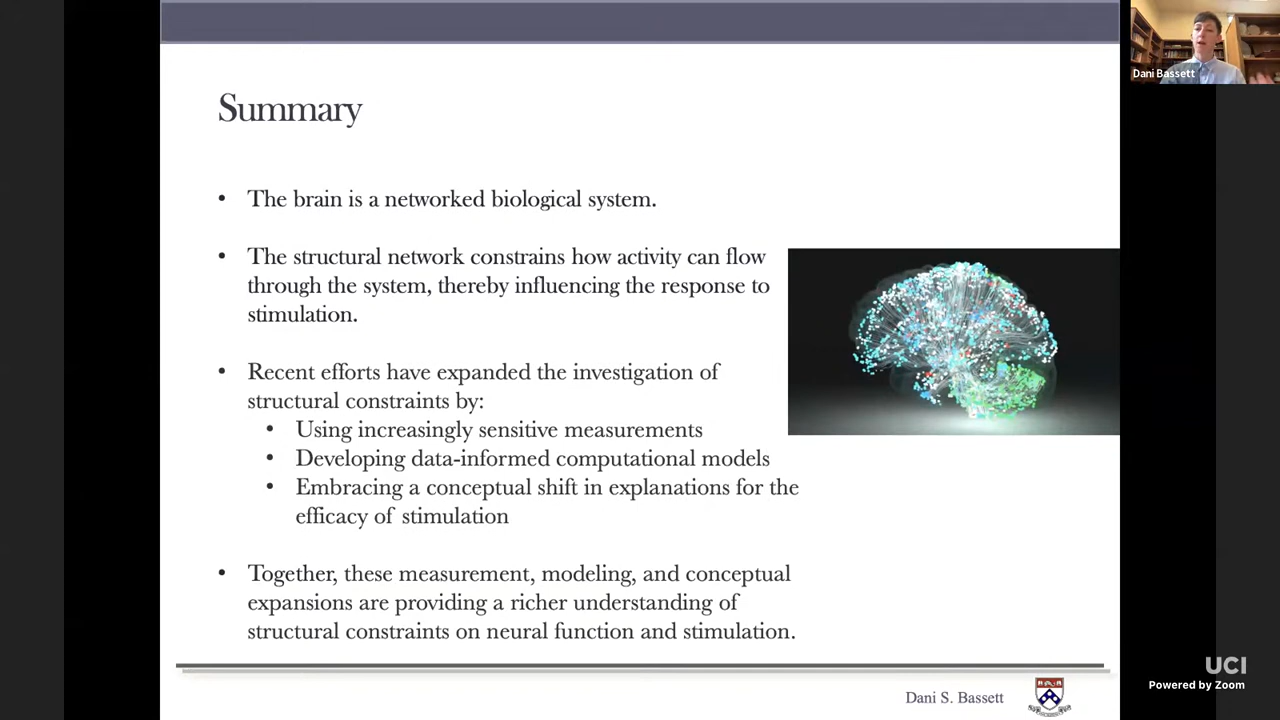 Dani Bassett
Summary
• The brain is a networked biological system.
• The structural network constrains how activity can flow
through the system, thereby influencing the response to
stimulation.
• Recent efforts have expanded the investigation of
structural constraints by:
• Using increasingly sensitive measurements
• Developing data-informed computational models
• Embracing a conceptual shift in explanations for the
efficacy of stimulation
• Together, these measurement, modeling, and conceptual
expansions are providing a richer understanding of
structural constraints on neural function and stimulation.
Dani S. Bassett
UCI
Powered by Zoom